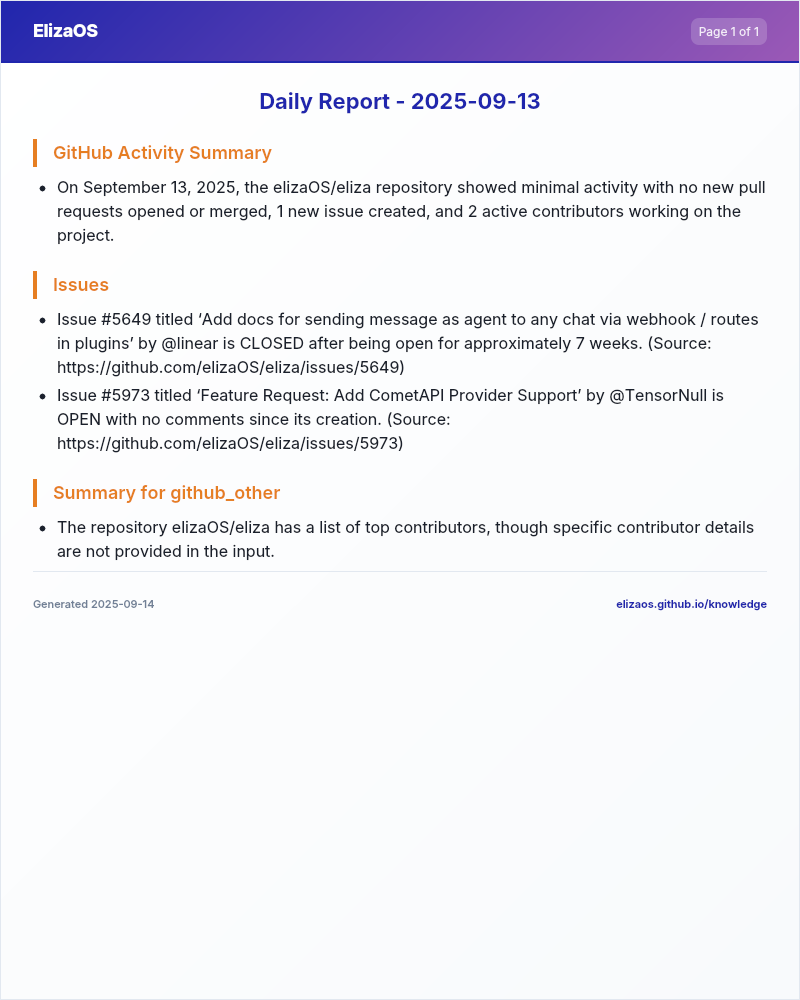 ElizaOS
Page 1 of 1
Daily Report - 2025-09-13
GitHub Activity Summary
• On September 13, 2025, the elizaOS/eliza repository showed minimal activity with no new pull
requests opened or merged, 1 new issue created, and 2 active contributors working on the
project.
Issues
• Issue #5649 titled ‘Add docs for sending message as agent to any chat via webhook / routes
in plugins’ by @linear is CLOSED after being open for approximately 7 weeks. (Source:
https://github.com/elizaOS/eliza/issues/5649)
• Issue #5973 titled ‘Feature Request: Add CometAPI Provider Support’ by @TensorNull is
OPEN with no comments since its creation. (Source:
https://github.com/elizaOS/eliza/issues/5973)
Summary for github_other
• The repository elizaOS/eliza has a list of top contributors, though specific contributor details
are not provided in the input.
Generated 2025-09-14
elizaos.github.io/knowledge